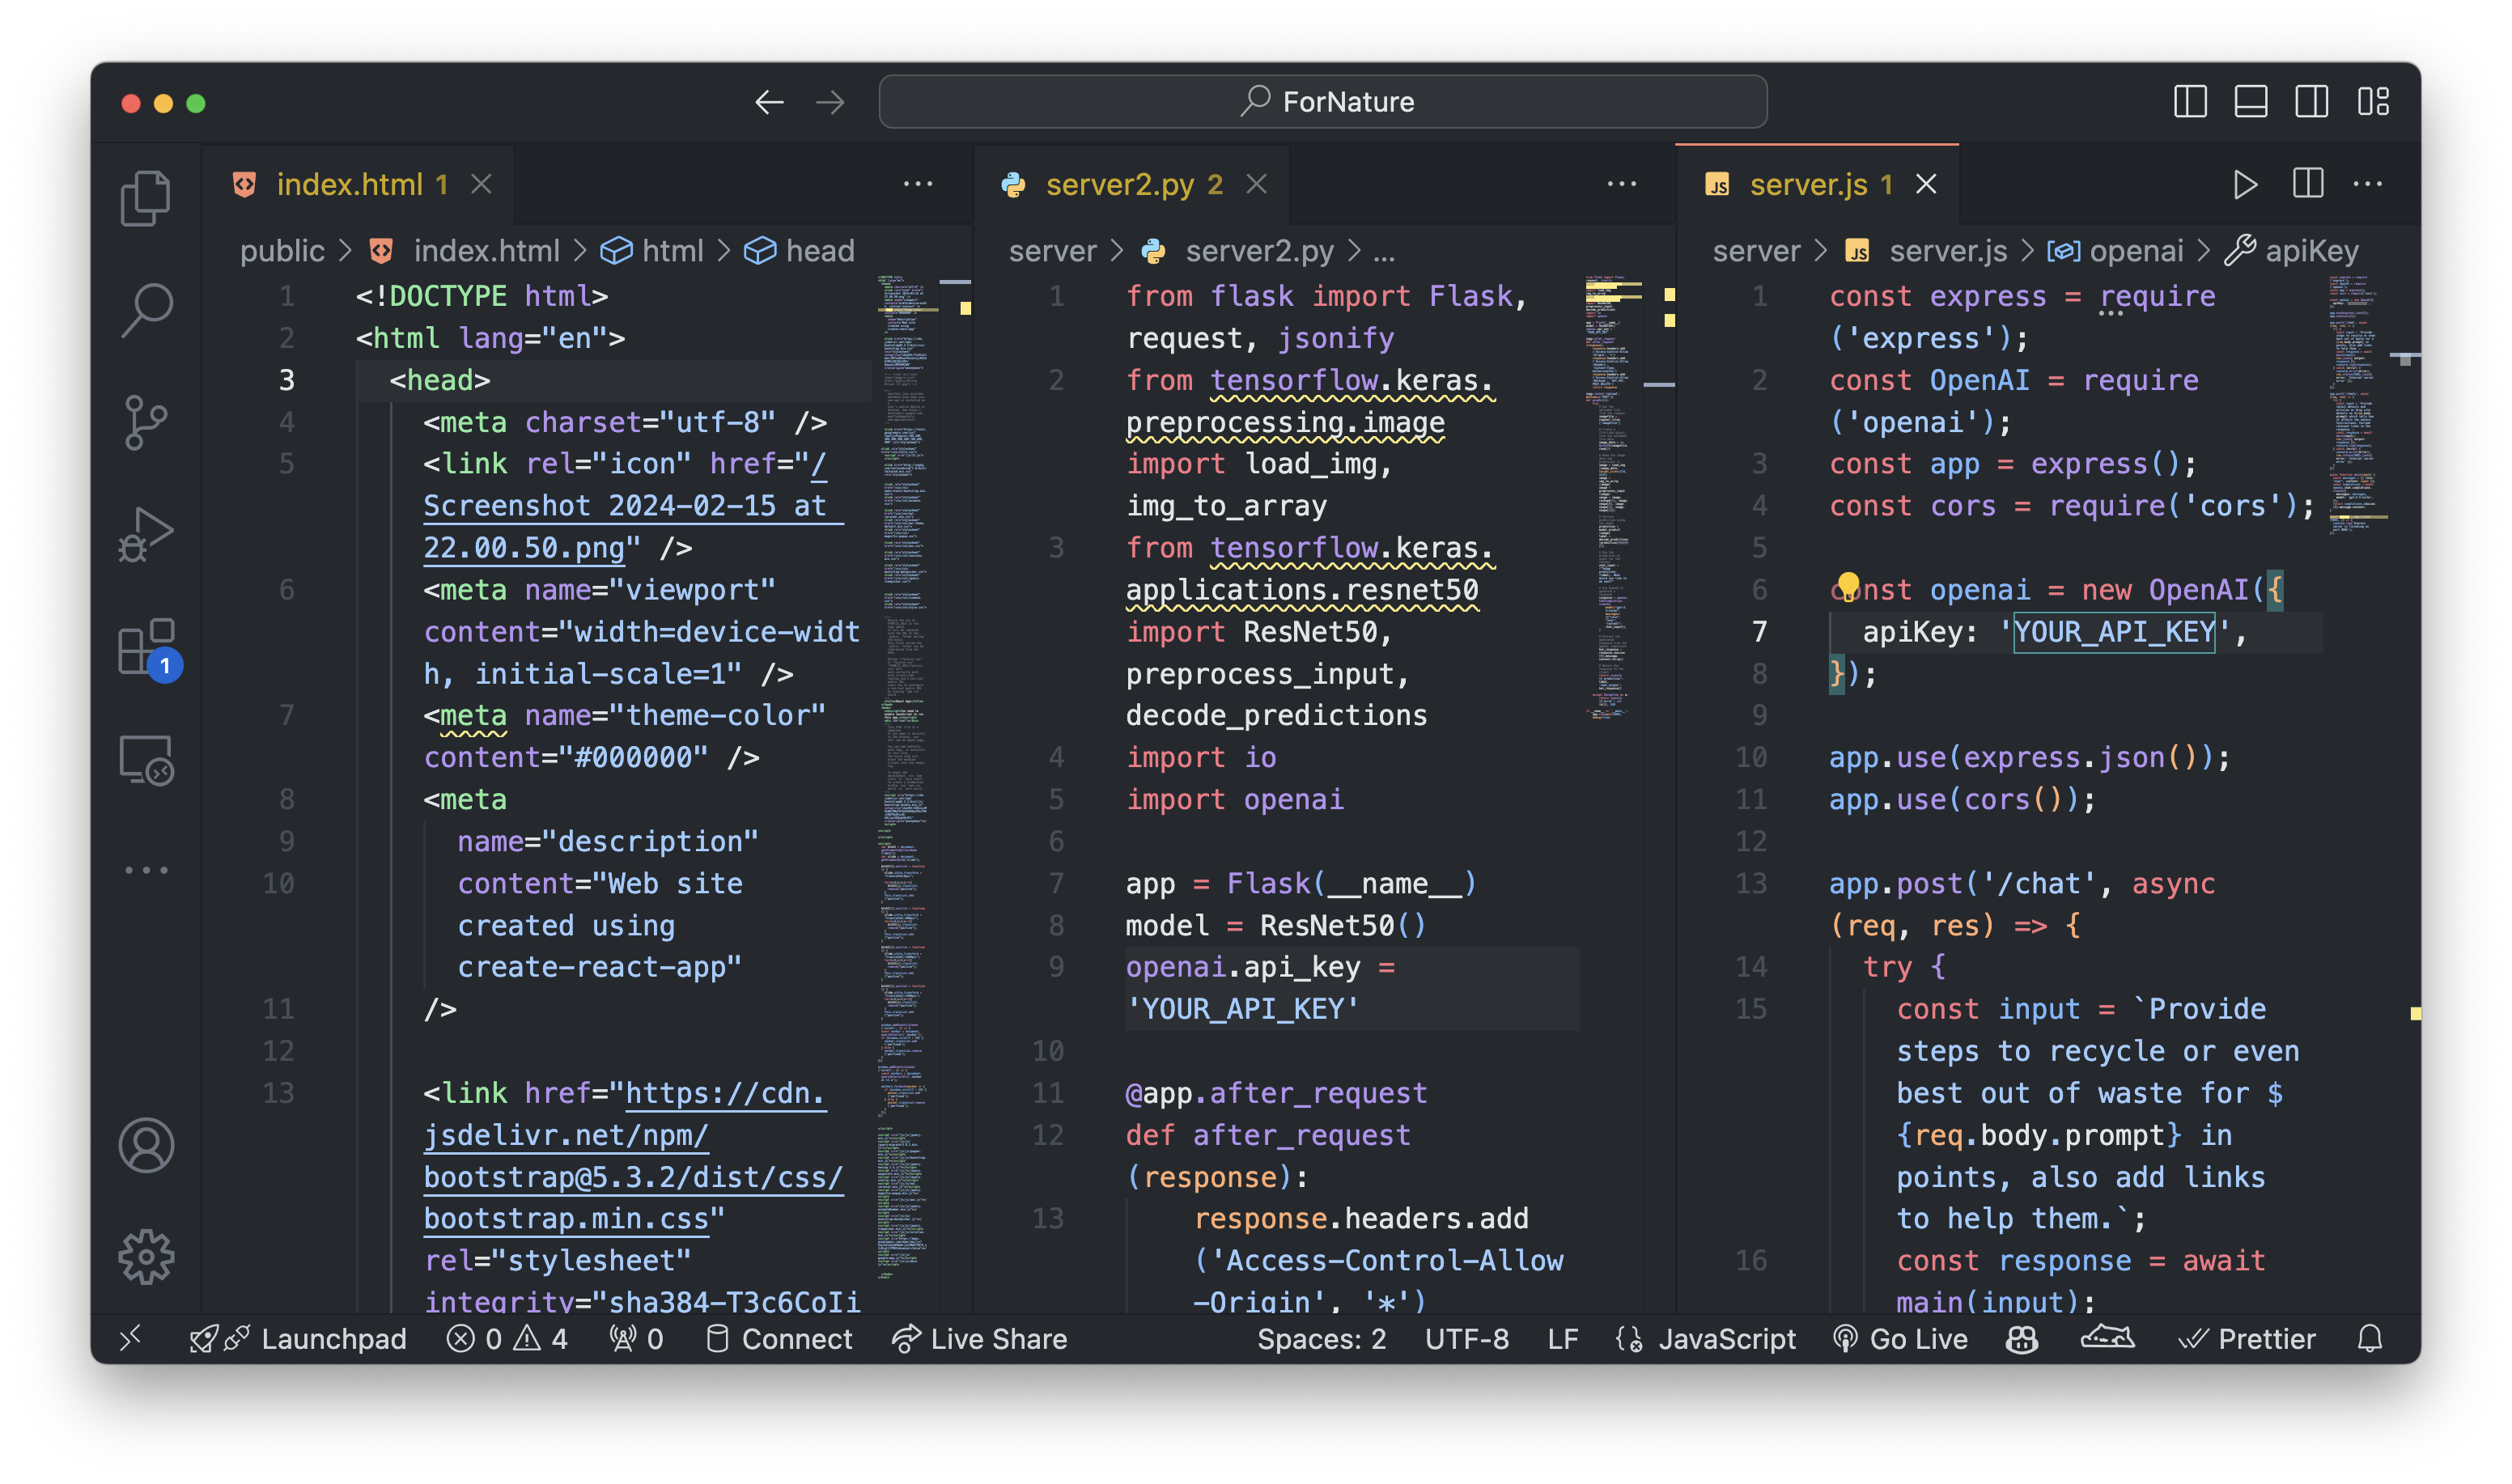 ForNature
index.html 1
public > index.html > html > head
1 <!DOCTYPE html>
2 <html lang="en">
3 <head>
4 <meta charset="utf-8" />
5 <link rel="icon" href="/
Screenshot 2024-02-15 at
22.00.50.png" />
6 <meta name="viewport"
content="width=device-widt
h, initial-scale=1" />
7 <meta name="theme-color"
content="#000000" />
8 <meta
9 name="description"
10 content="Web site
created using
create-react-app"
11 />
12
13 <link href="https://cdn.
jsdelivr.net/npm/
bootstrap@5.3.2/dist/css/
bootstrap.min.css"
rel="stylesheet"
integrity="sha384-T3c6CoIi
server2.py 2
server > server2.py > ...
1 from flask import Flask,
request, jsonify
2 from tensorflow.keras.
preprocessing.image
import load_img,
img_to_array
3 from tensorflow.keras.
applications.resnet50
import ResNet50,
preprocess_input,
decode_predictions
4 import io
5 import openai
6
7 app = Flask(__name__)
8 model = ResNet50()
9 openai.api_key =
'YOUR_API_KEY'
10
11 @app.after_request
12 def after_request
(response):
13 response.headers.add
('Access-Control-Allow
-Origin', '*')
server.js 1
server > server.js > openai > apiKey
1 const express = require
('express');
2 const OpenAI = require
('openai');
3 const app = express();
4 const cors = require('cors');
5
6 const openai = new OpenAI({
7 apiKey: 'YOUR_API_KEY',
8 });
9
10 app.use(express.json());
11 app.use(cors());
12
13 app.post('/chat', async
(req, res) => {
14 try {
15 const input = `Provide
steps to recycle or even
best out of waste for $
{req.body.prompt} in
points, also add links
to help them.`;
16 const response = await
main(input);
1
Launchpad 0 4 0 Connect Live Share Spaces: 2 UTF-8 LF JavaScript Go Live Prettier